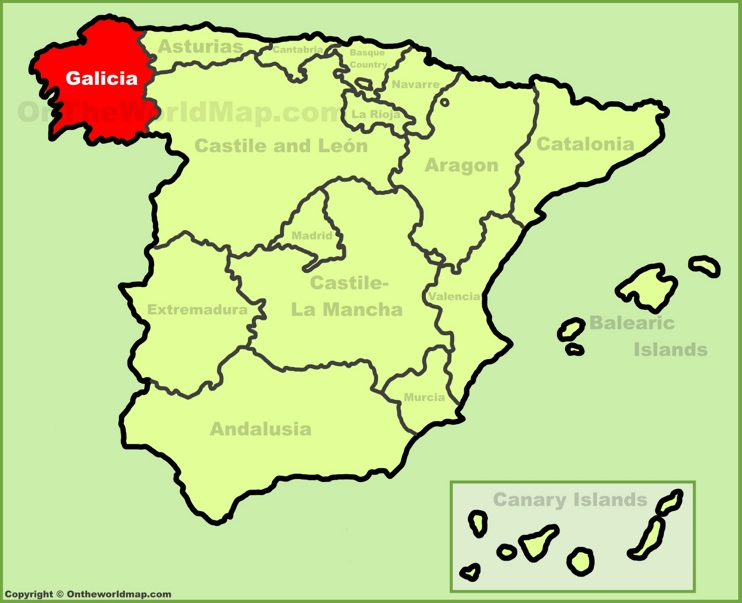 Asturias
Cantabria
Basque
Country
Galicia
Navarre
OnTheWorldMap.com
La Rioja
Castile and León
Aragon
Catalonia
Madrid
Castile-
La Mancha
Extremadura
Valencia
Balearic
Islands
Murcia
Andalusia
Canary Islands
Copyright © Ontheworldmap.com